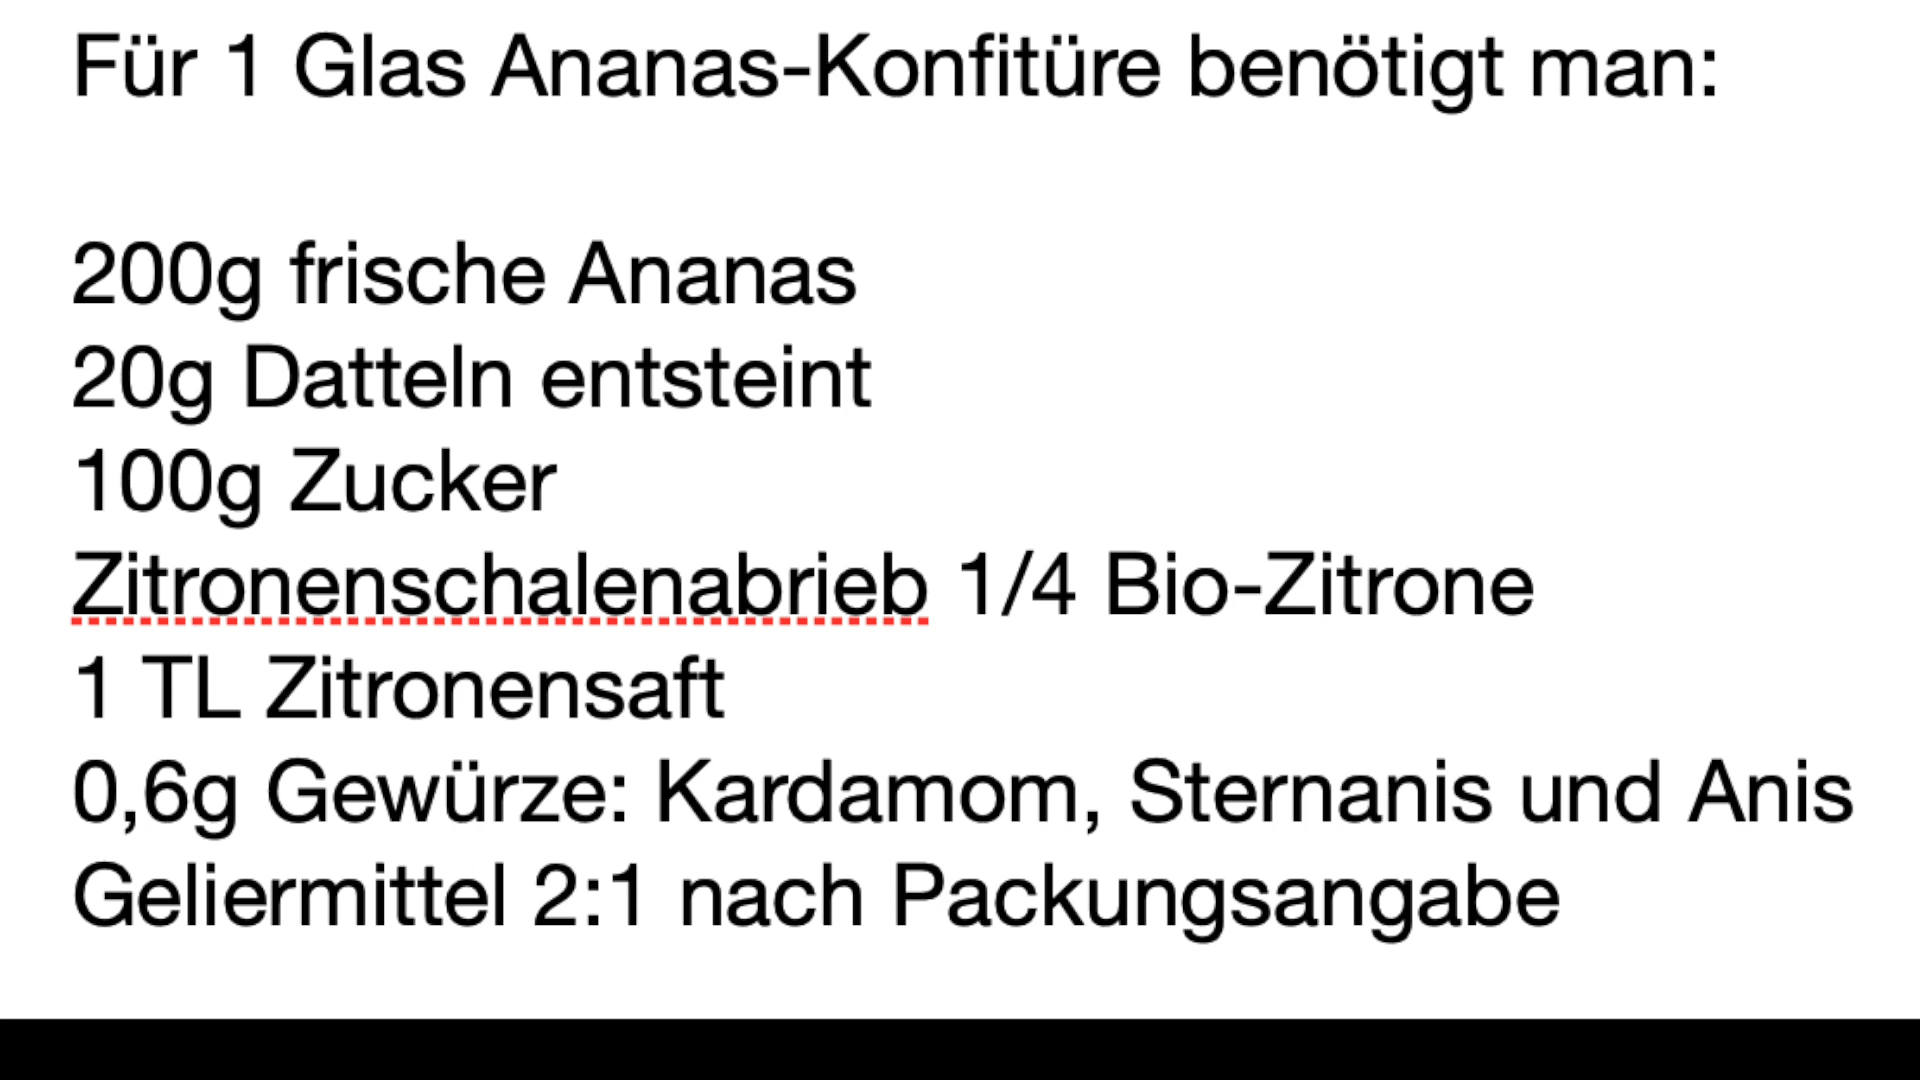 Für 1 Glas Ananas-Konfitüre benötigt man:
200g frische Ananas
20g Datteln entsteint
100g Zucker
Zitronenschalenabrieb 1/4 Bio-Zitrone
1 TL Zitronensaft
0,6g Gewürze: Kardamom, Sternanis und Anis
Geliermittel 2:1 nach Packungsangabe